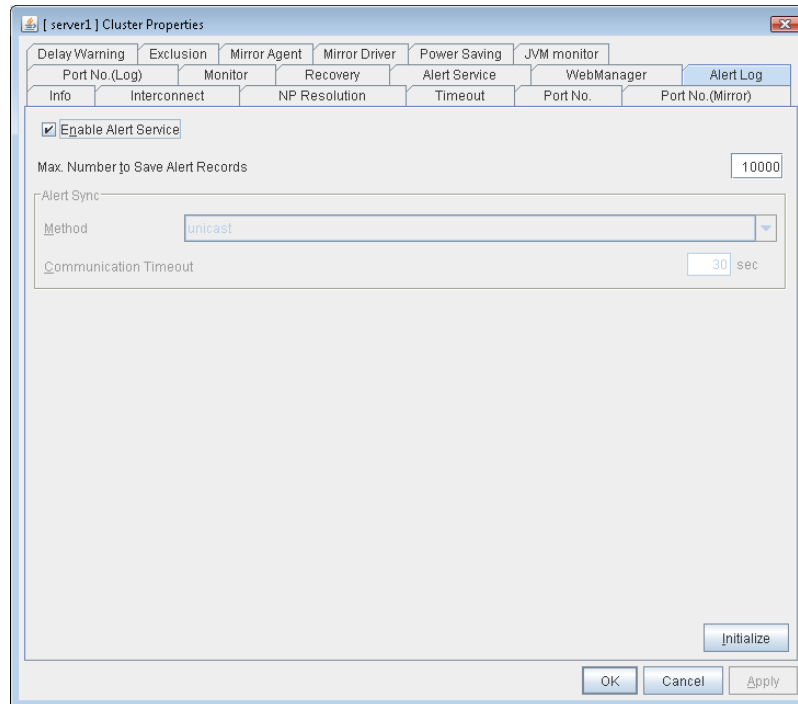 [ server1 ] Cluster Properties
Delay Warning Exclusion Mirror Agent Mirror Driver Power Saving JVM monitor
Port No.(Log) Monitor Recovery Alert Service WebManager Alert Log
Info Interconnect NP Resolution Timeout Port No. Port No.(Mirror)
Enable Alert Service
Max. Number to Save Alert Records 10000
Alert Sync
Method unicast
Communication Timeout 30 sec
Initialize
OK Cancel Apply